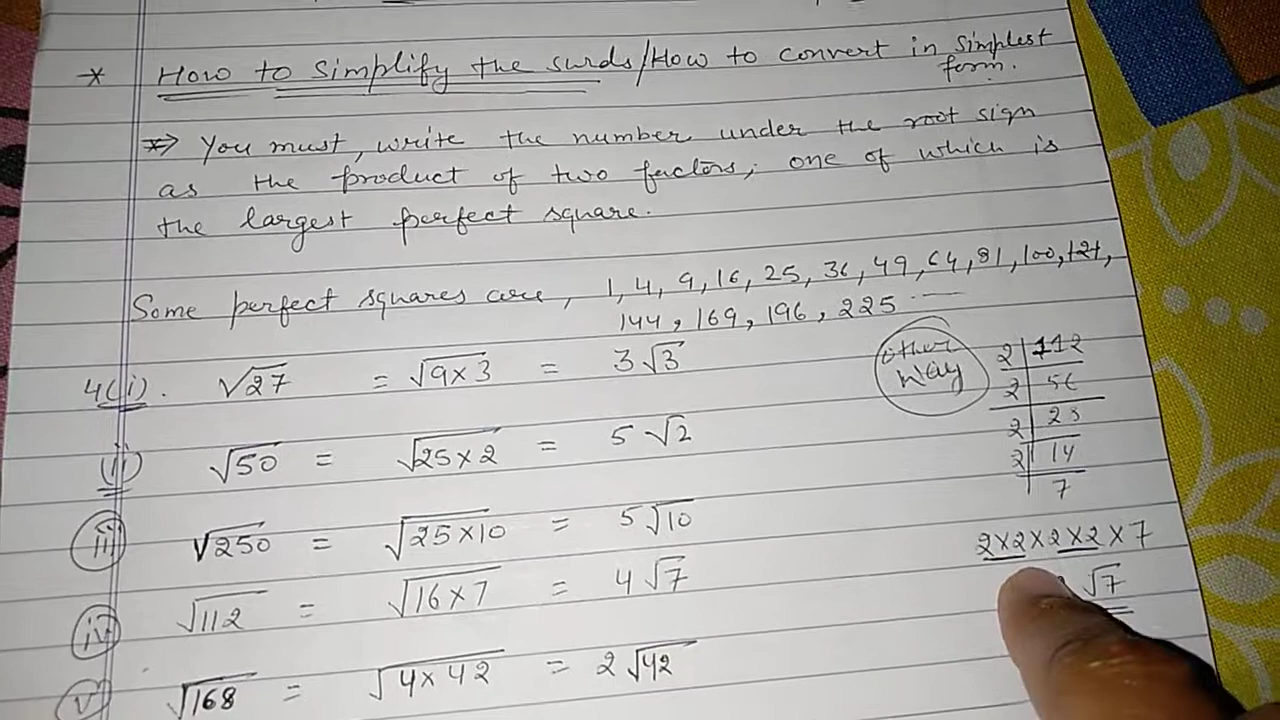 * How to simplify the surds/How to convert in simplest
form.
=> You must, write the number under the root sign
as the product of two factors, one of which is
the largest perfect square.
Some perfect squares are, 1, 4, 9, 16, 25, 36, 49, 64, 81, 100, 121,
144, 169, 196, 225 ....
4(i). √27 = √9×3 = 3√3
(ii) √50 = √25×2 = 5√2
(iii) √250 = √25×10 = 5√10
(iv) √112 = √16×7 = 4√7
(v) √168 = √4×42 = 2√42
other
way
2 | 112
2 | 56
2 | 28
2 | 14
7
2×2×2×2×7
√7